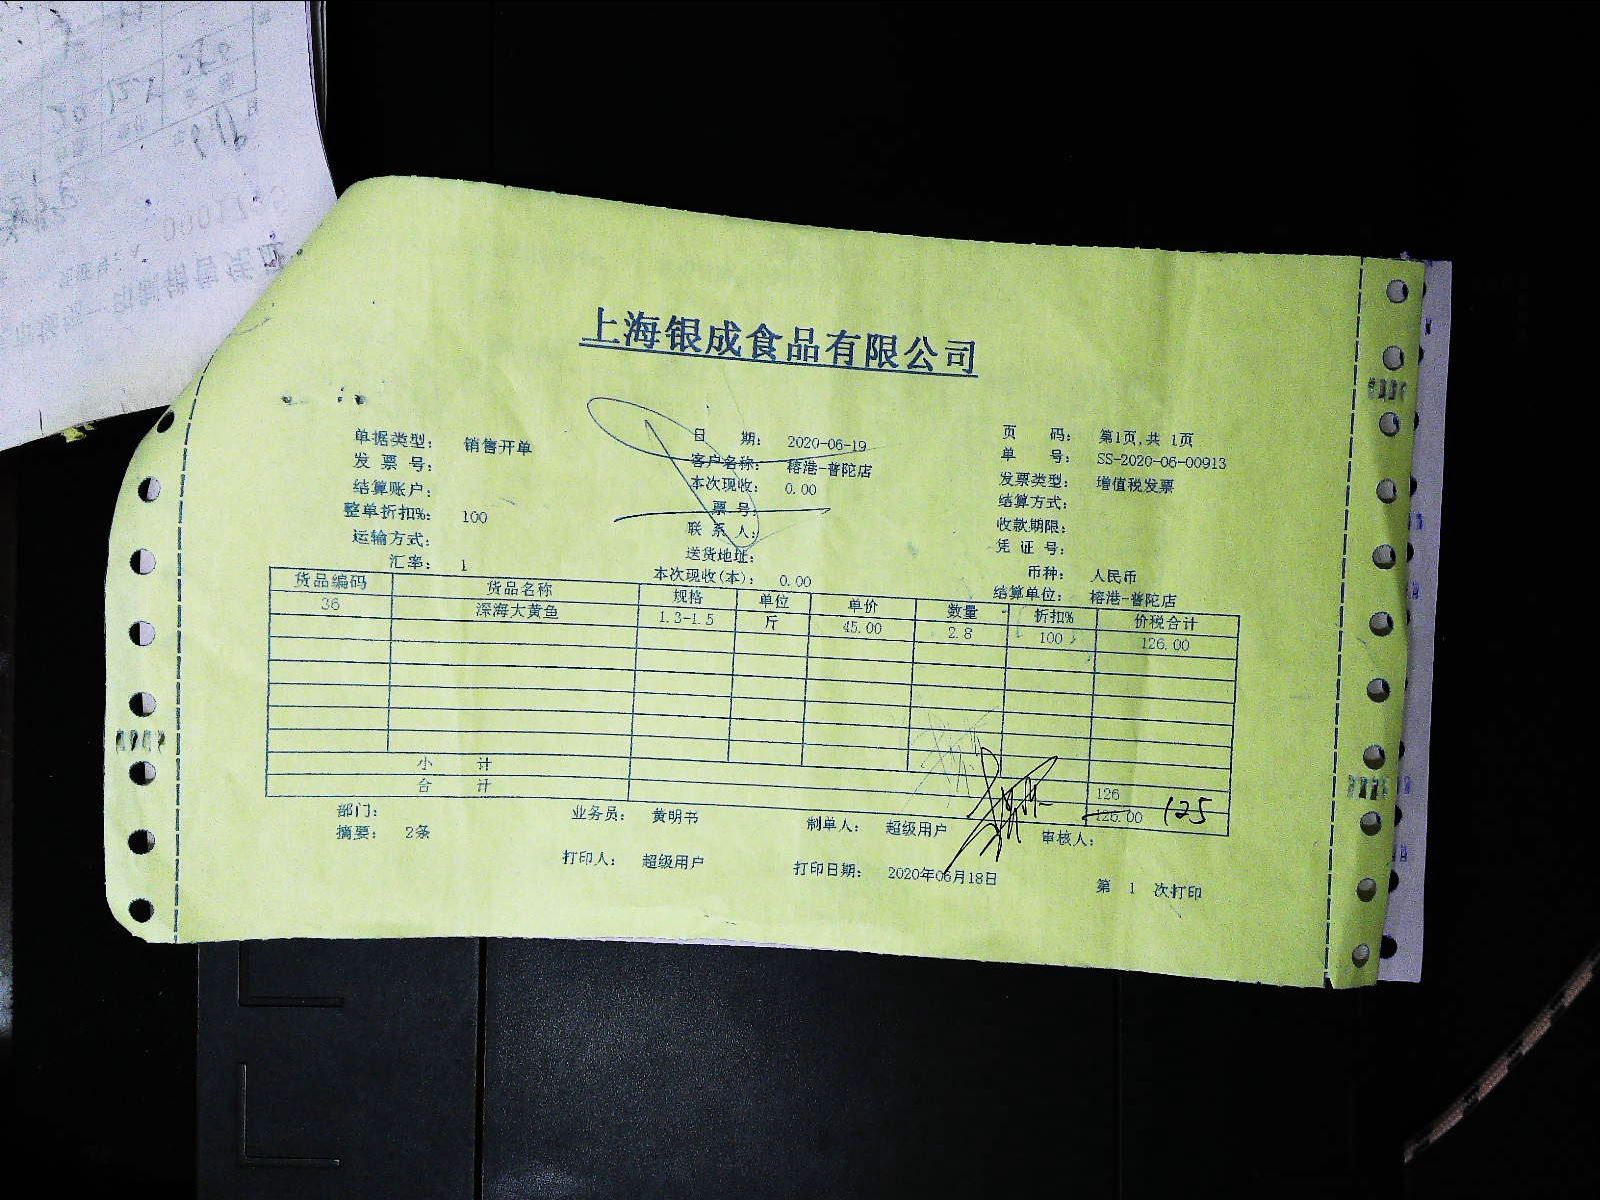 上海银成食品有限公司
单据类型: 销售开单 日 期: 2020-06-19 页 码: 第1页,共 1页
发 票 号: 客户名称: 榕港-普陀店 单 号: SS-2020-06-00913
结算账户: 本次现收: 0.00 发票类型: 增值税发票
整单折扣%: 100 票 号: 结算方式:
运输方式: 联 系 人: 收款期限:
汇率: 1 送货地址: 凭 证 号:
本次现收(本): 0.00 币种: 人民币
结算单位: 榕港-普陀店
货品编码 货品名称 规格 单位 单价 数量 折扣% 价税合计
36 深海大黄鱼 1.3-1.5 斤 45.00 2.8 100 126.00
小 计 126
合 计 126.00 125
部门: 业务员: 黄明书 制单人: 超级用户 审核人:
摘要: 2条
打印人: 超级用户 打印日期: 2020年06月18日 第 1 次打印